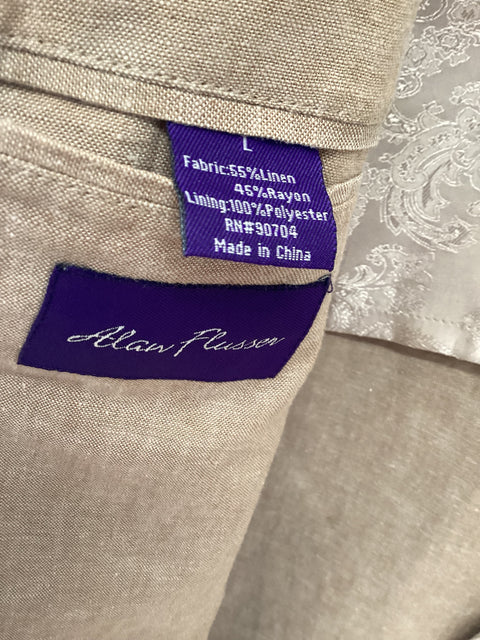 L
Fabric:55%Linen
45%Rayon
Lining:100%Polyester
RN#90704
Made in China
Alan Flusser